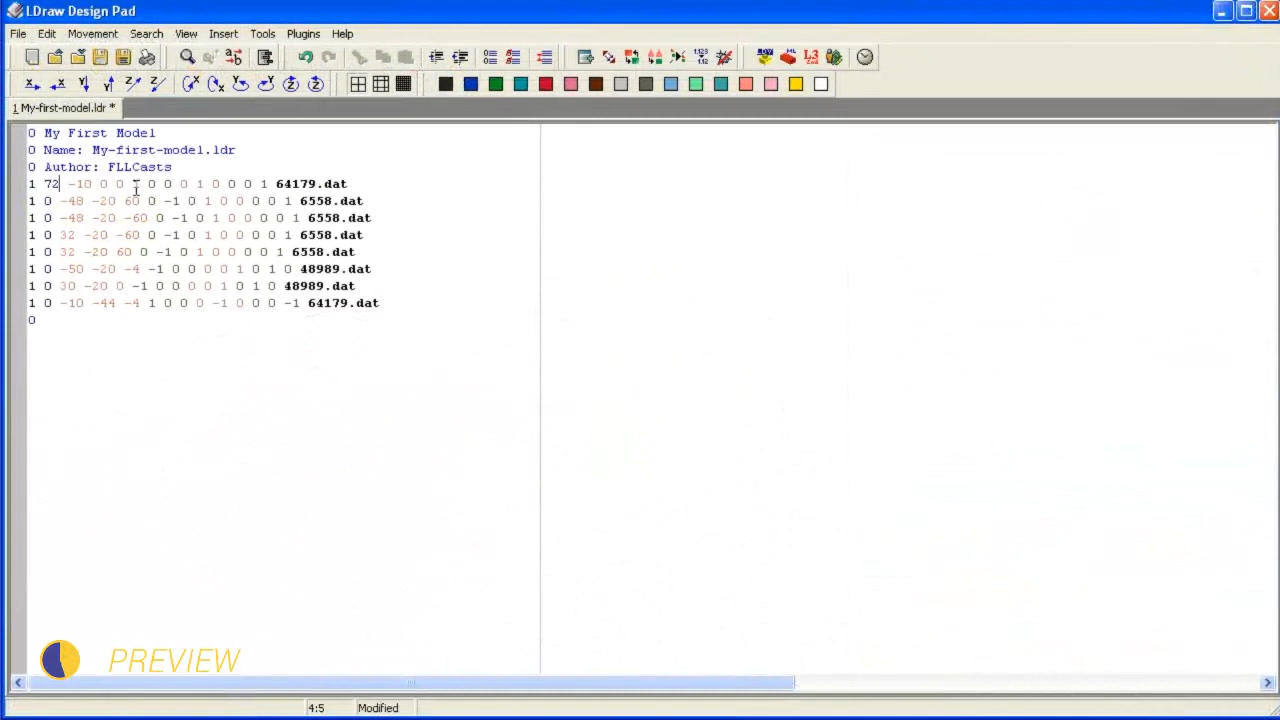 LDraw Design Pad
File Edit Movement Search View Insert Tools Plugins Help
1 My-first-model.ldr *
0 My First Model
0 Name: My-first-model.ldr
0 Author: FLLCasts
1 72 -10 0 0 1 0 0 0 1 0 0 0 1 64179.dat
1 0 -48 -20 60 0 -1 0 1 0 0 0 0 1 6558.dat
1 0 -48 -20 -60 0 -1 0 1 0 0 0 0 1 6558.dat
1 0 32 -20 -60 0 -1 0 1 0 0 0 0 1 6558.dat
1 0 32 -20 60 0 -1 0 1 0 0 0 0 1 6558.dat
1 0 -50 -20 -4 -1 0 0 0 0 1 0 1 0 48989.dat
1 0 30 -20 0 -1 0 0 0 0 1 0 1 0 48989.dat
1 0 -10 -44 -4 1 0 0 0 -1 0 0 0 -1 64179.dat
0
PREVIEW
4:5 Modified